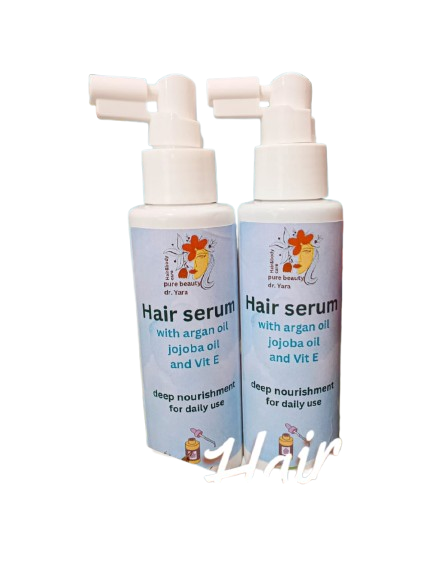 Hair&body
care
pure beauty
dr. Yara
Hair serum
with argan oil
jojoba oil
and Vit E
deep nourishment
for daily use
Hair&body
care
pure beauty
dr. Yara
Hair serum
with argan oil
jojoba oil
and Vit E
deep nourishment
for daily use
Hair